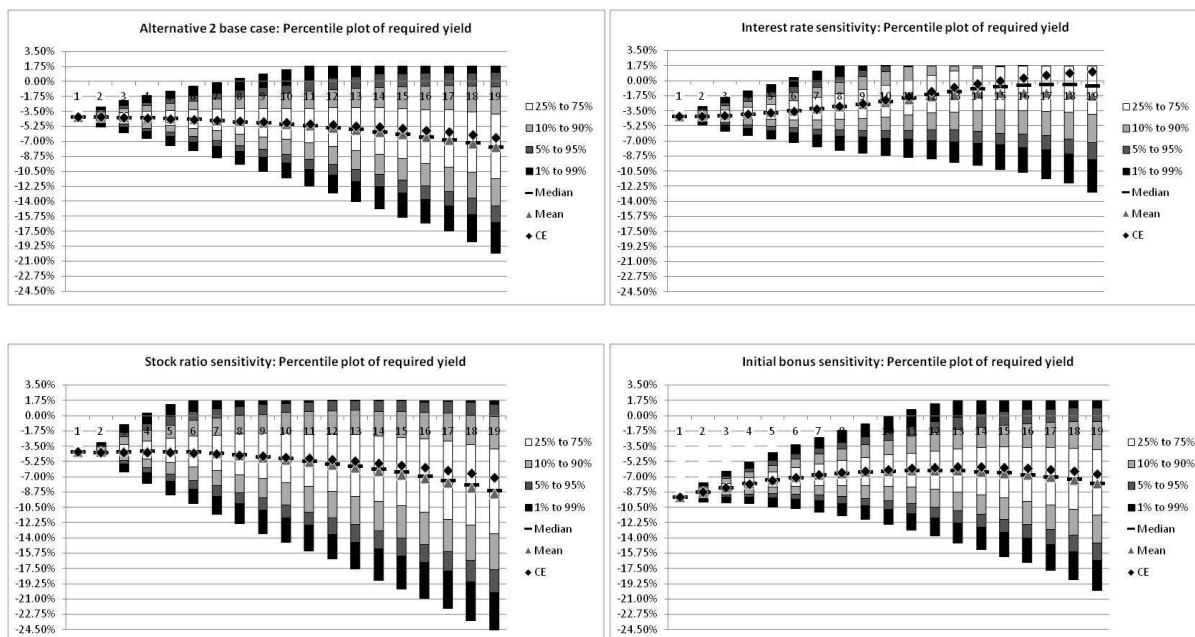 Alternative 2 base case: Percentile plot of required yield
3.50%
1.75%
0.00%
-1.75%
-3.50%
-5.25%
-7.00%
-8.75%
-10.50%
-12.25%
-14.00%
-15.75%
-17.50%
-19.25%
-21.00%
-22.75%
-24.50%
1 2 3 4 7 8 9 10 11 12 13 14 15 16 17 18 19
25% to 75%
10% to 90%
5% to 95%
1% to 99%
Median
Mean
CE
Interest rate sensitivity: Percentile plot of required yield
3.50%
1.75%
0.00%
-1.75%
-3.50%
-5.25%
-7.00%
-8.75%
-10.50%
-12.25%
-14.00%
-15.75%
-17.50%
-19.25%
-21.00%
-22.75%
-24.50%
1 2 3 6 7 8 9 10 11 12 13 14 15 16 17 18 19
25% to 75%
10% to 90%
5% to 95%
1% to 99%
Median
Mean
CE
Stock ratio sensitivity: Percentile plot of required yield
3.50%
1.75%
0.00%
-1.75%
-3.50%
-5.25%
-7.00%
-8.75%
-10.50%
-12.25%
-14.00%
-15.75%
-17.50%
-19.25%
-21.00%
-22.75%
-24.50%
1 2 3 4 5 6 7 8 9 10 11 12 13 14 15 16 17 18 19
25% to 75%
10% to 90%
5% to 95%
1% to 99%
Median
Mean
CE
Initial bonus sensitivity: Percentile plot of required yield
3.50%
1.75%
0.00%
-1.75%
-3.50%
-5.25%
-7.00%
-8.75%
-10.50%
-12.25%
-14.00%
-15.75%
-17.50%
-19.25%
-21.00%
-22.75%
-24.50%
1 2 3 4 5 6 7 12 13 14 15 16 17 18 19
25% to 75%
10% to 90%
5% to 95%
1% to 99%
Median
Mean
CE